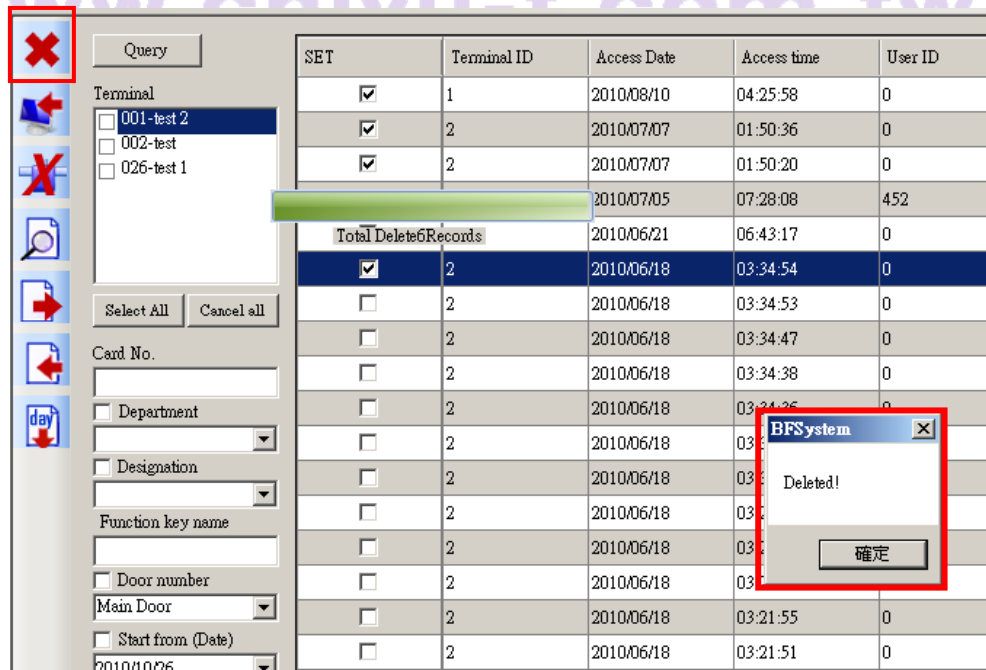 Query
Terminal
001-test 2
002-test
026-test 1
Select All Cancel all
Card No.
Department
Designation
Function key name
Door number
Main Door
Start from (Date)
2010/10/26
day
SET Terminal ID Access Date Access time User ID
1 2010/08/10 04:25:58 0
2 2010/07/07 01:50:36 0
2 2010/07/07 01:50:20 0
2010/07/05 07:28:08 452
Total Delete6Records
2010/06/21 06:43:17 0
2 2010/06/18 03:34:54 0
2 2010/06/18 03:34:53 0
2 2010/06/18 03:34:47 0
2 2010/06/18 03:34:38 0
2 2010/06/18 03:34:36 0
2 2010/06/18
2 2010/06/18
2 2010/06/18
2 2010/06/18
2 2010/06/18
2 2010/06/18 03:21:55 0
2 2010/06/18 03:21:51 0
BFSystem
Deleted!
確定